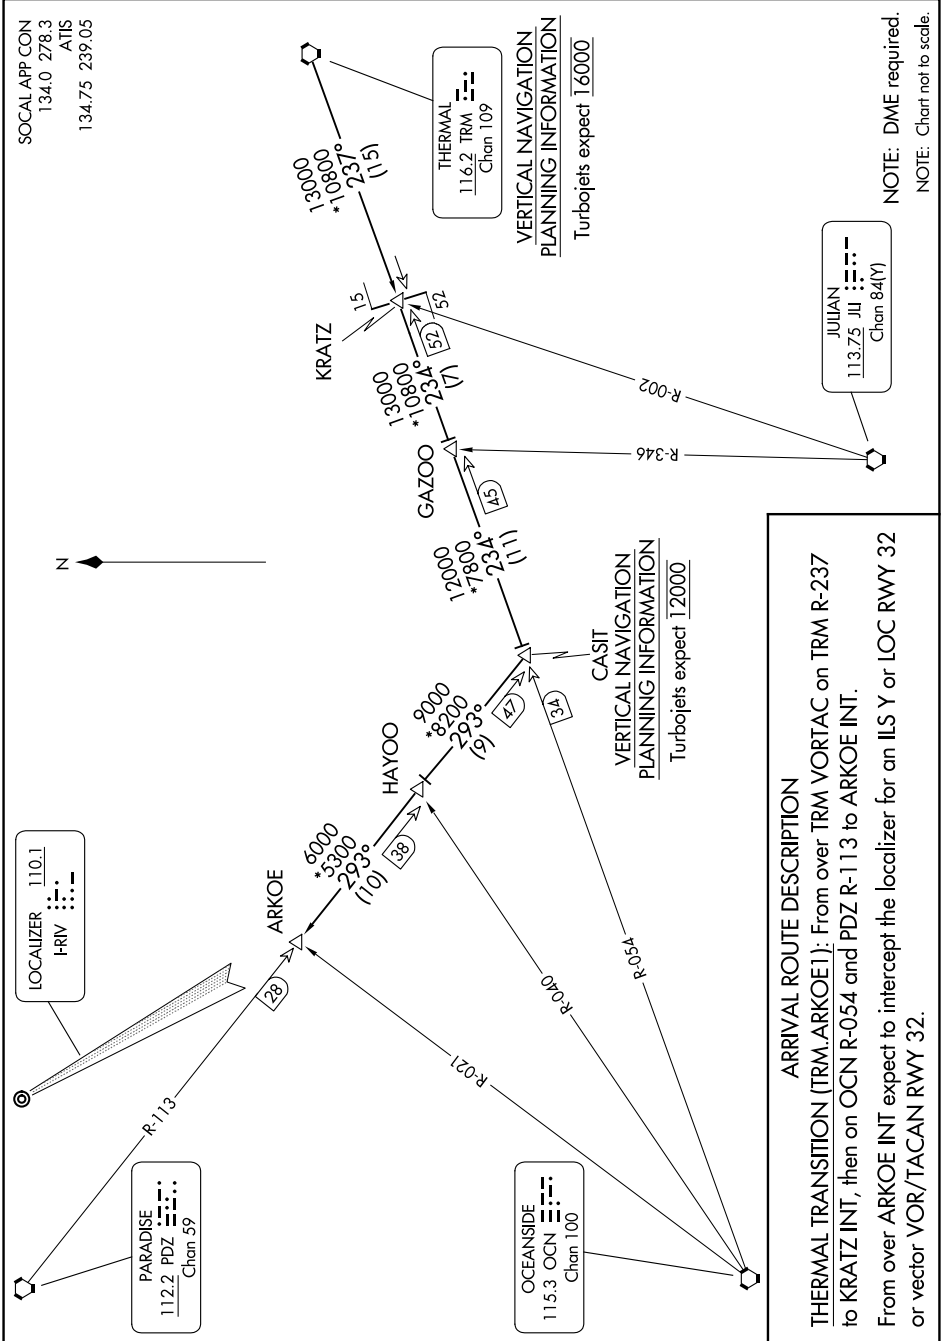 SOCAL APP CON
134.0 278.3
ATIS
134.75 239.05
LOCALIZER 110.1
I-RIV
PARADISE
112.2 PDZ
Chan 59
R-113
28
ARKOE
6000
*5300
293°
(10)
38
HAYOO
9000
*8200
293°
(9)
47
34
CASIT
VERTICAL NAVIGATION
PLANNING INFORMATION
Turbojets expect 12000
N
12000
*7800
234°
(11)
45
GAZOO
13000
*10800
234°
(7)
52
KRATZ
15
52
13000
*10800
237°
(15)
THERMAL
116.2 TRM
Chan 109
VERTICAL NAVIGATION
PLANNING INFORMATION
Turbojets expect 16000
R-021
R-040
R-054
OCEANSIDE
115.3 OCN
Chan 100
R-346
R-002
JULIAN
113.75 JLI
Chan 84(Y)
NOTE: DME required.
NOTE: Chart not to scale.
ARRIVAL ROUTE DESCRIPTION
THERMAL TRANSITION (TRM.ARKOE1): From over TRM VORTAC on TRM R-237
to KRATZ INT, then on OCN R-054 and PDZ R-113 to ARKOE INT.
From over ARKOE INT expect to intercept the localizer for an ILS Y or LOC RWY 32
or vector VOR/TACAN RWY 32.